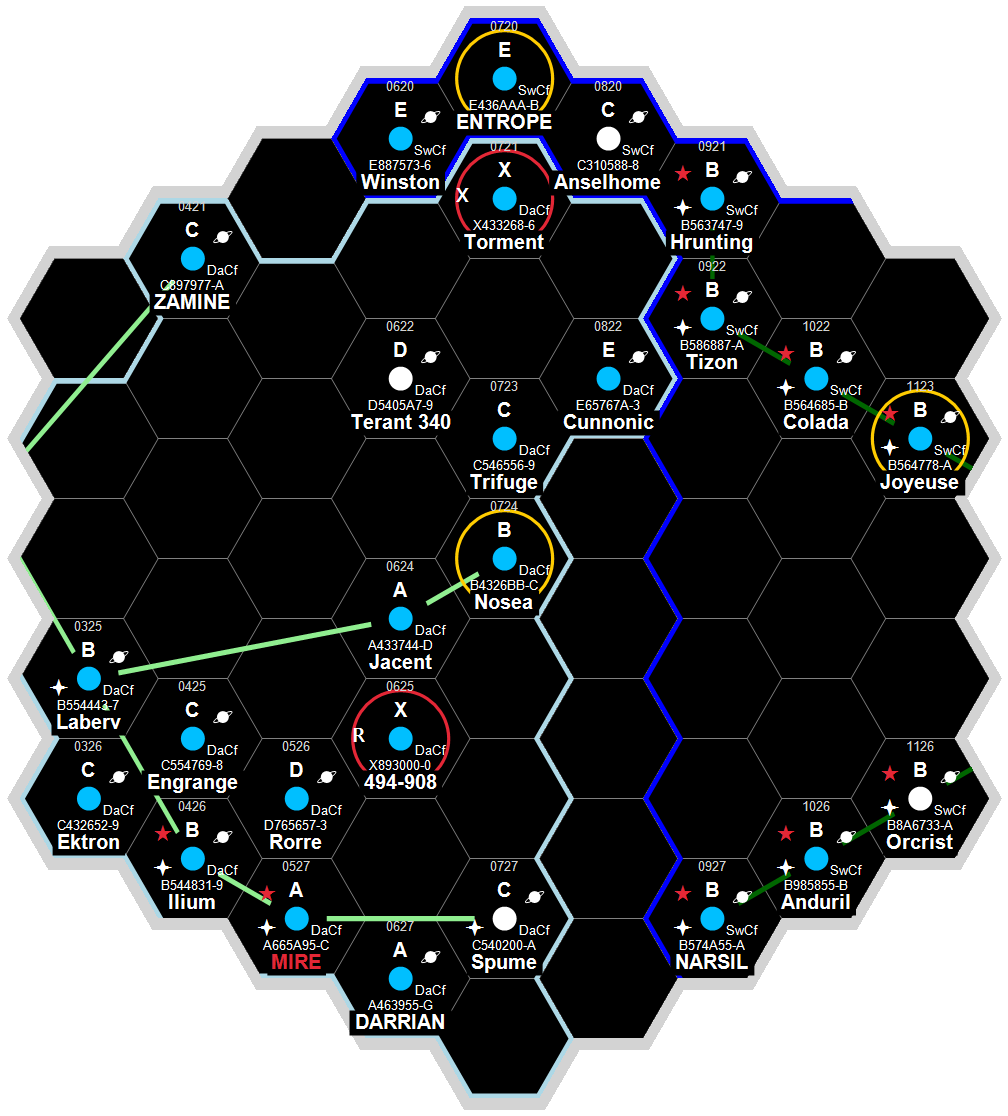 0720
E
SwCf
E436AAA-B
ENTROPE
0620
E
SwCf
E887573-6
Winston
0820
C
SwCf
C310588-8
Anselhome
0721
X
X
DaCf
X433268-6
Torment
0921
B
SwCf
B563747-9
Hrunting
0421
C
DaCf
C897977-A
ZAMINE
0922
B
SwCf
B586887-A
Tizon
0622
D
DaCf
D5405A7-9
Terant 340
0822
E
DaCf
E65767A-3
Cunnonic
1022
B
SwCf
B564685-B
Colada
0723
C
DaCf
C546556-9
Trifuge
1123
B
SwCf
B564778-A
Joyeuse
0724
B
DaCf
B4326BB-C
Nosea
0624
A
DaCf
A433744-D
Jacent
0325
B
DaCf
B554443-7
Laberv
0425
C
DaCf
C554769-8
Engrange
0625
X
R
DaCf
X893000-0
494-908
0326
C
DaCf
C432652-9
Ektron
0526
D
DaCf
D765657-3
Rorre
1126
B
SwCf
B8A6733-A
Orcrist
0426
B
DaCf
B544831-9
Ilium
1026
B
SwCf
B985855-B
Anduril
0527
A
DaCf
A665A95-C
MIRE
0727
C
DaCf
C540200-A
Spume
0927
B
SwCf
B574A55-A
NARSIL
0627
A
DaCf
A463955-G
DARRIAN